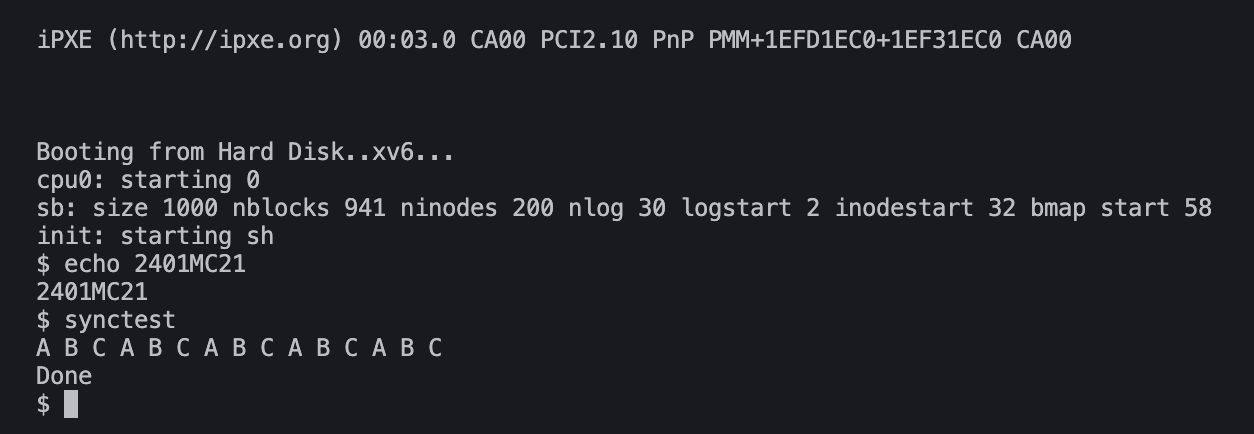 iPXE (http://ipxe.org) 00:03.0 CA00 PCI2.10 PnP PMM+1EFD1EC0+1EF31EC0 CA00
Booting from Hard Disk..xv6...
cpu0: starting 0
sb: size 1000 nblocks 941 ninodes 200 nlog 30 logstart 2 inodestart 32 bmap start 58
init: starting sh
$ echo 2401MC21
2401MC21
$ synctest
A B C A B C A B C A B C A B C
Done
$